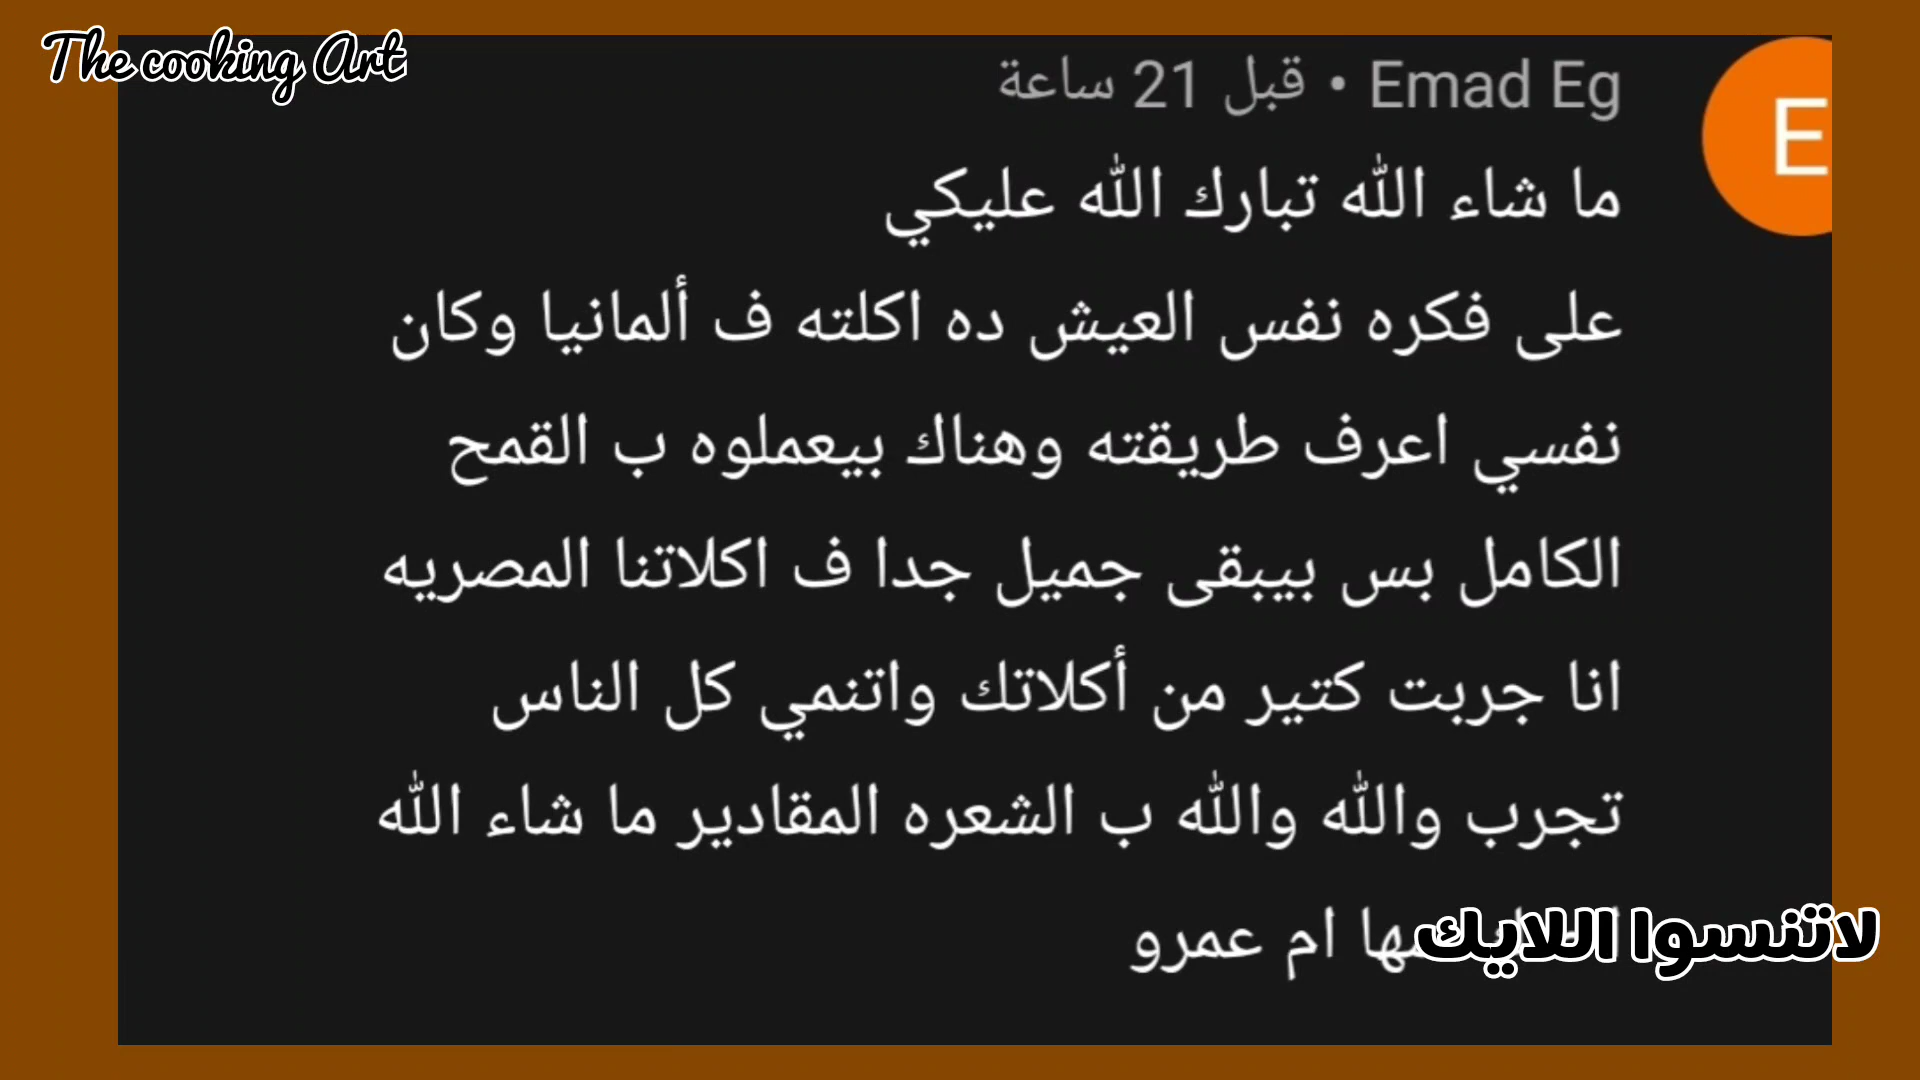 The cooking Art
Emad Eg • قبل 21 ساعة
E
ما شاء الله تبارك الله عليكي
على فكره نفس العيش ده اكلته ف ألمانيا وكان
نفسي اعرف طريقته وهناك بيعملوه ب القمح
الكامل بس بيبقى جميل جدا ف اكلاتنا المصريه
انا جربت كتير من أكلاتك واتنمي كل الناس
تجرب والله والله ب الشعره المقادير ما شاء الله
ام عمرو
لاتنسوا اللايك